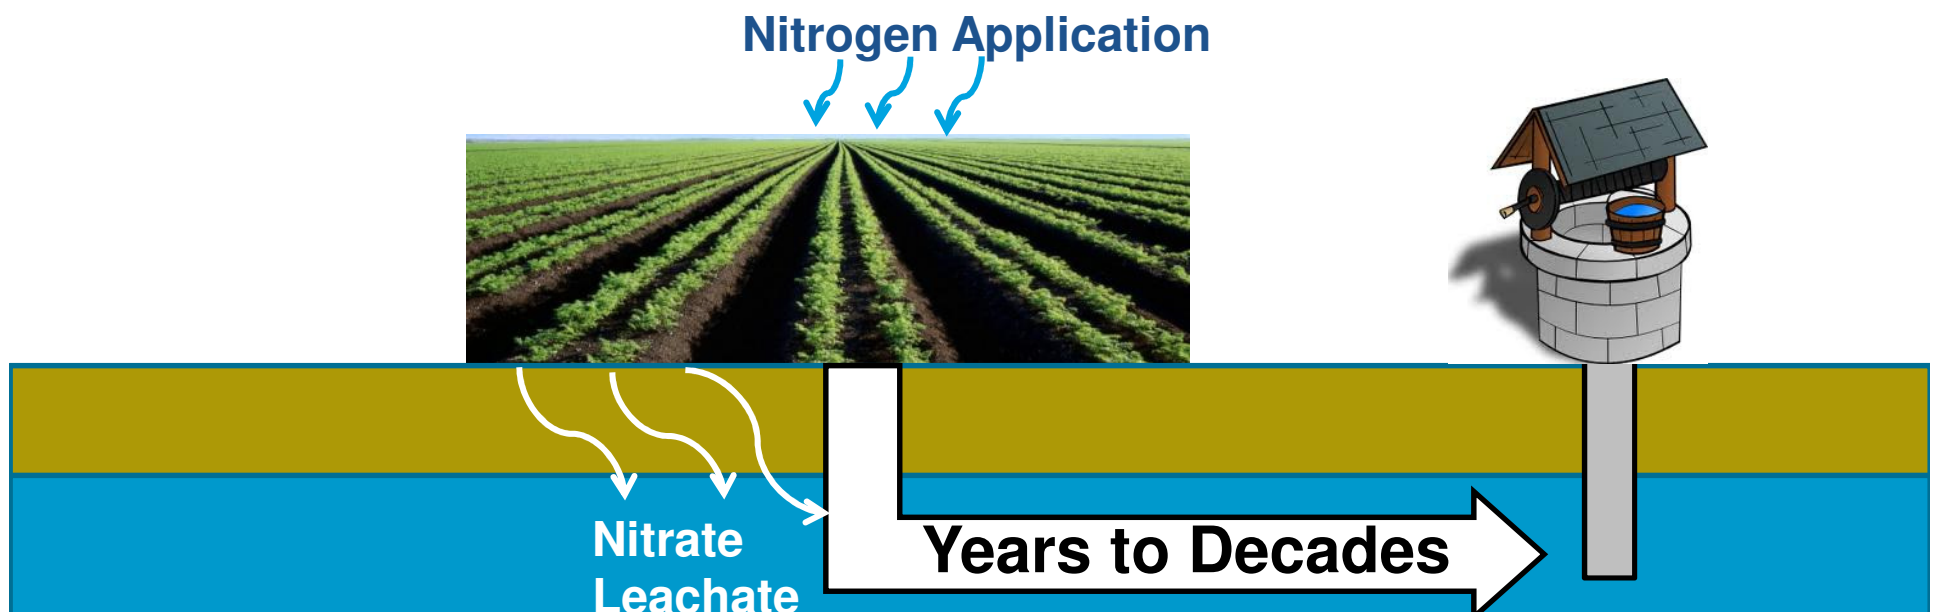 Nitrogen Application
Nitrate
Leachate
Years to Decades